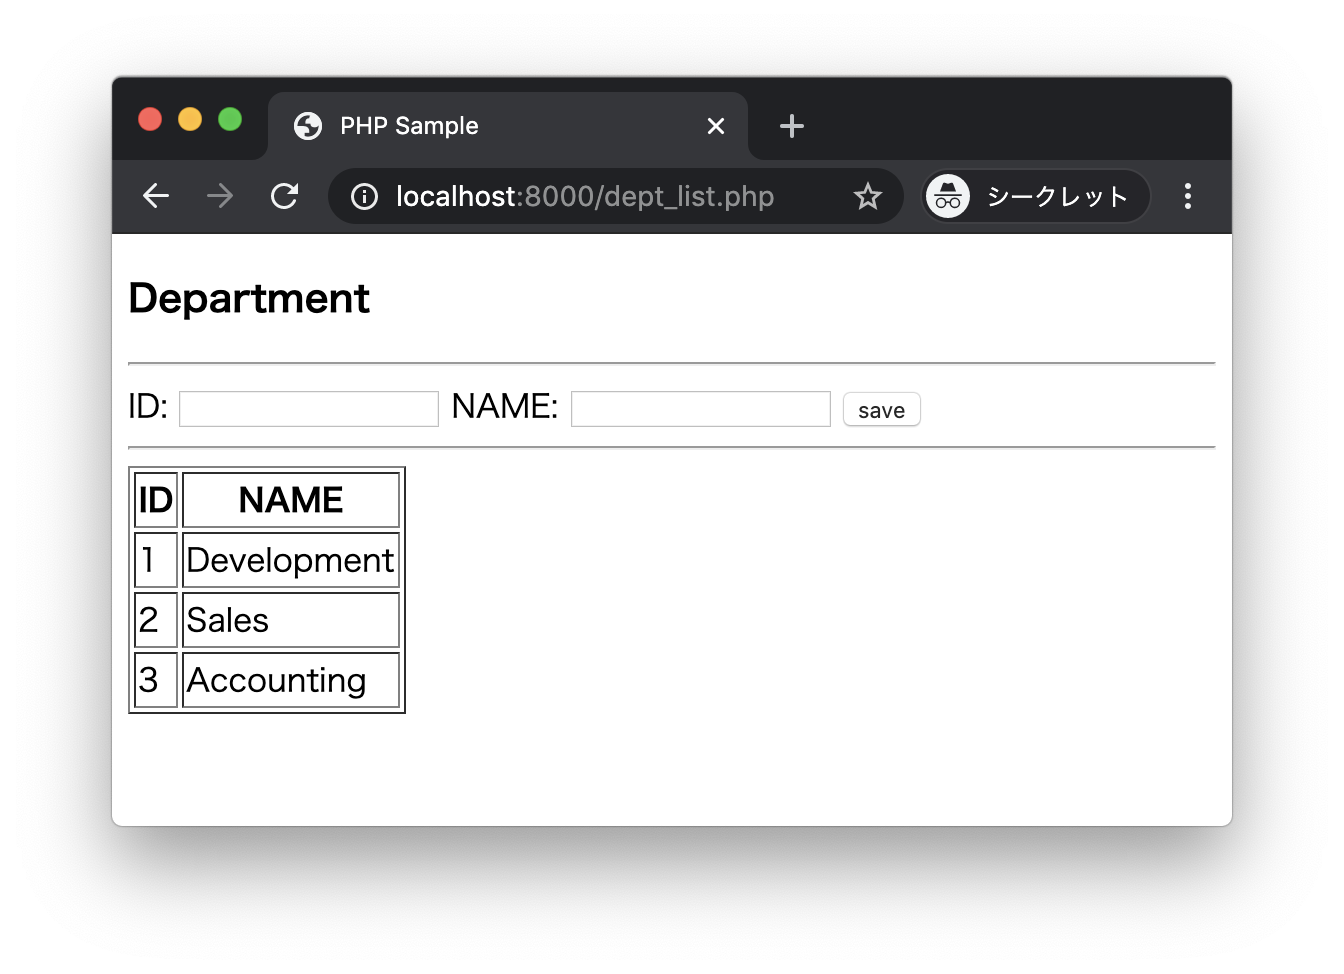 PHP Sample
localhost:8000/dept_list.php
シークレット
Department
ID: NAME: save
ID NAME
1 Development
2 Sales
3 Accounting